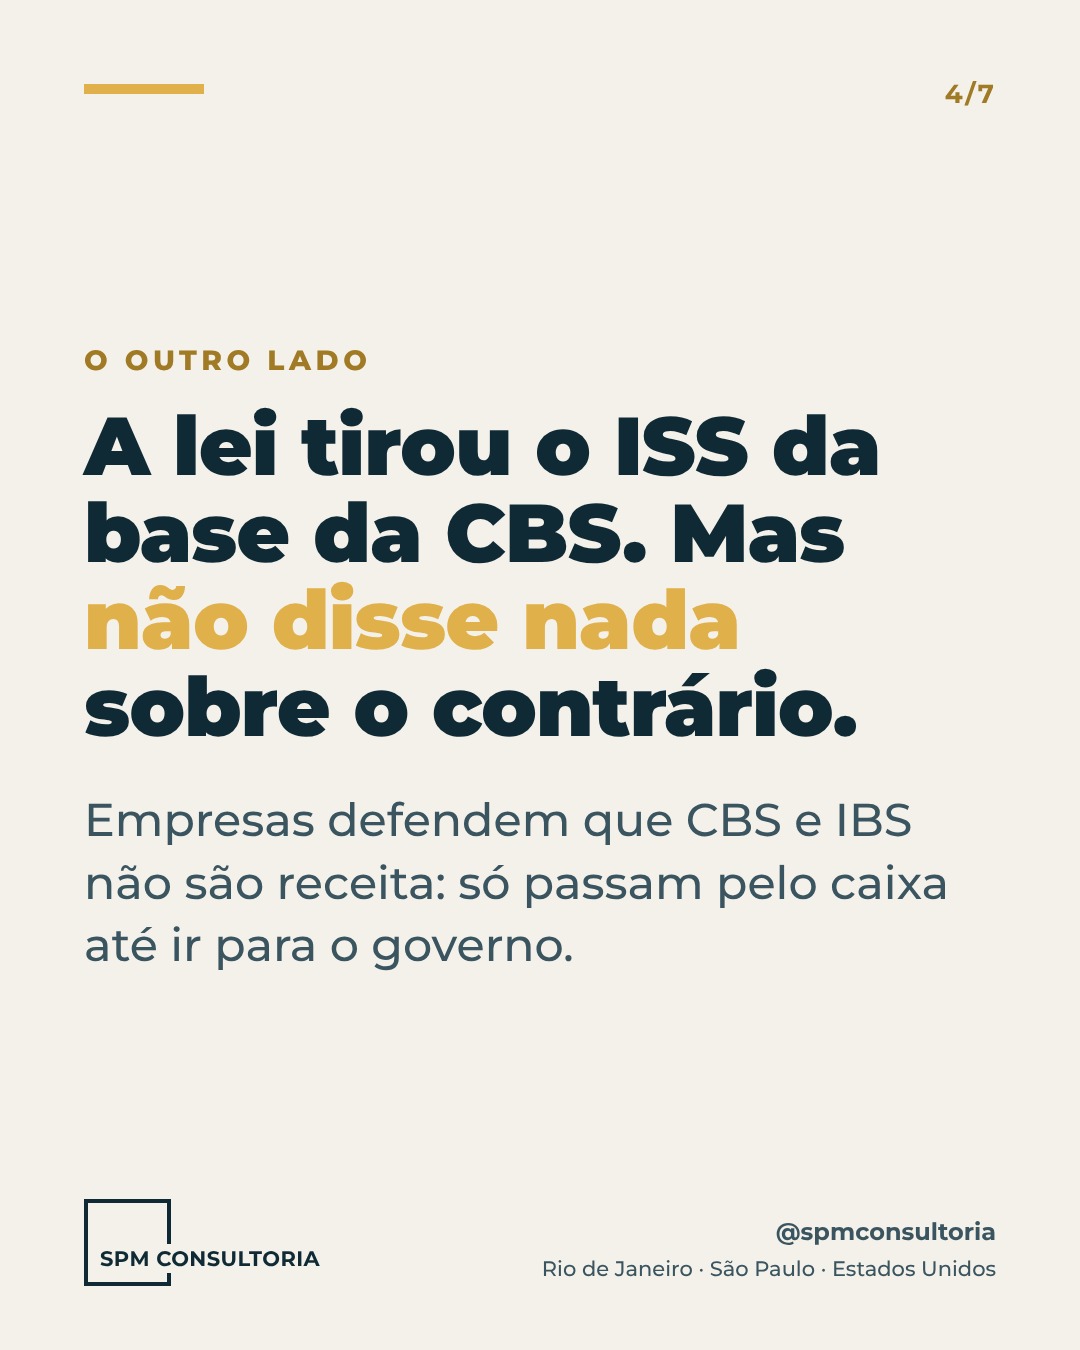 4/7
O OUTRO LADO
A lei tirou o ISS da
base da CBS. Mas
não disse nada
sobre o contrário.
Empresas defendem que CBS e IBS
não são receita: só passam pelo caixa
até ir para o governo.
SPM CONSULTORIA
@spmconsultoria
Rio de Janeiro · São Paulo · Estados Unidos